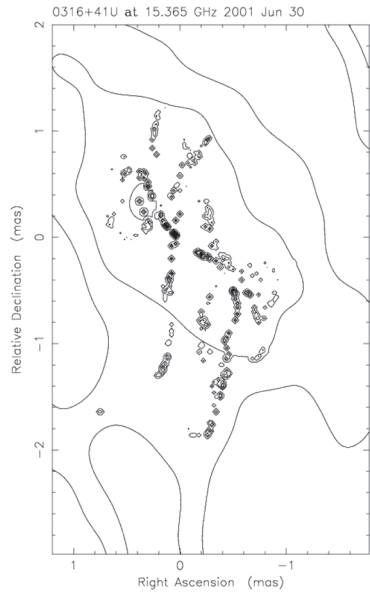 0316+41U at 15.365 GHz 2001 Jun 30
2
1
0
−1
−2
Relative Declination (mas)
1 0 −1
Right Ascension (mas)